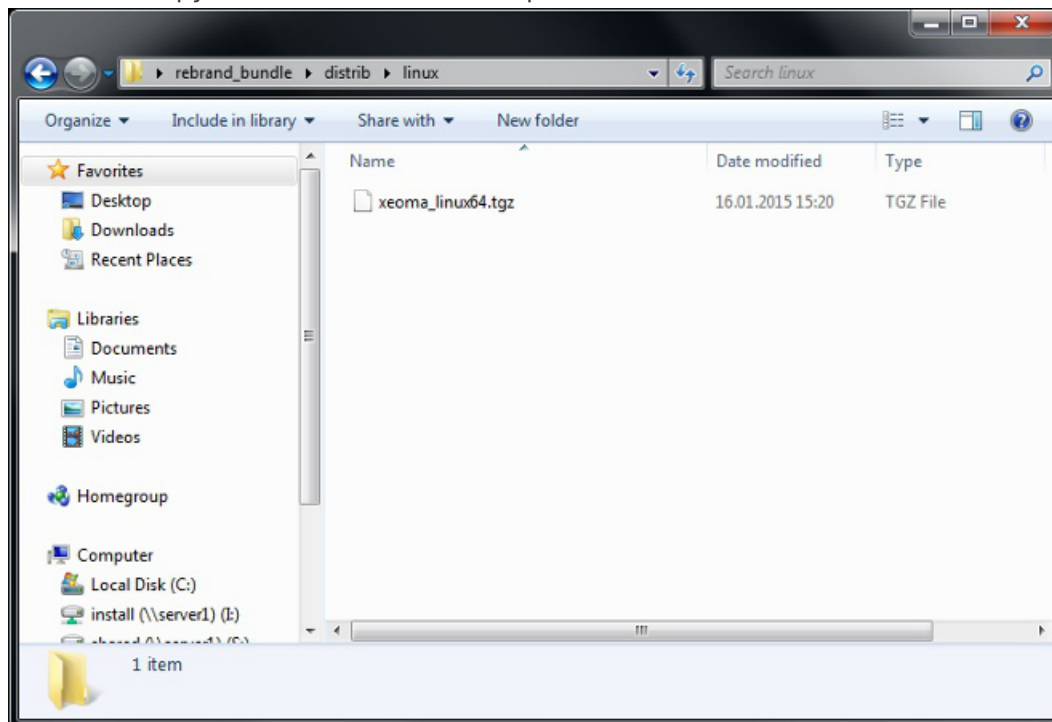 rebrand_bundle distrib linux
Search linux
Organize Include in library Share with New folder
Name Date modified Type
xeoma_linux64.tgz 16.01.2015 15:20 TGZ File
Favorites
Desktop
Downloads
Recent Places
Libraries
Documents
Music
Pictures
Videos
Homegroup
Computer
Local Disk (C:)
install (\\server1) (I:)
1 item